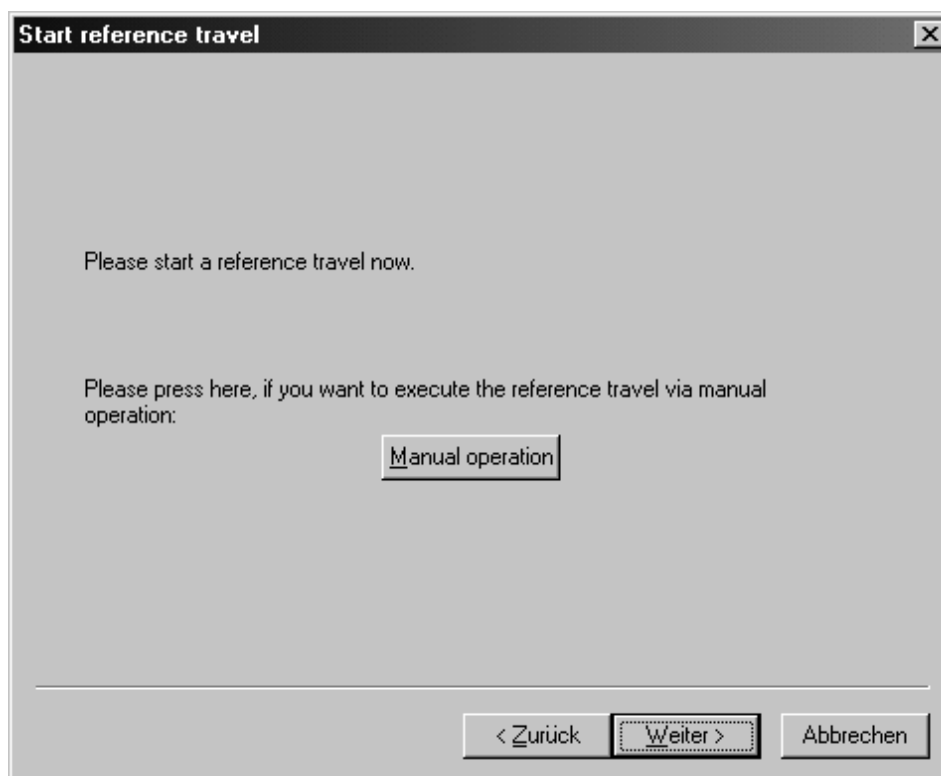 Start reference travel
Please start a reference travel now.
Please press here, if you want to execute the reference travel via manual
operation:
Manual operation
< Zurück
Weiter >
Abbrechen